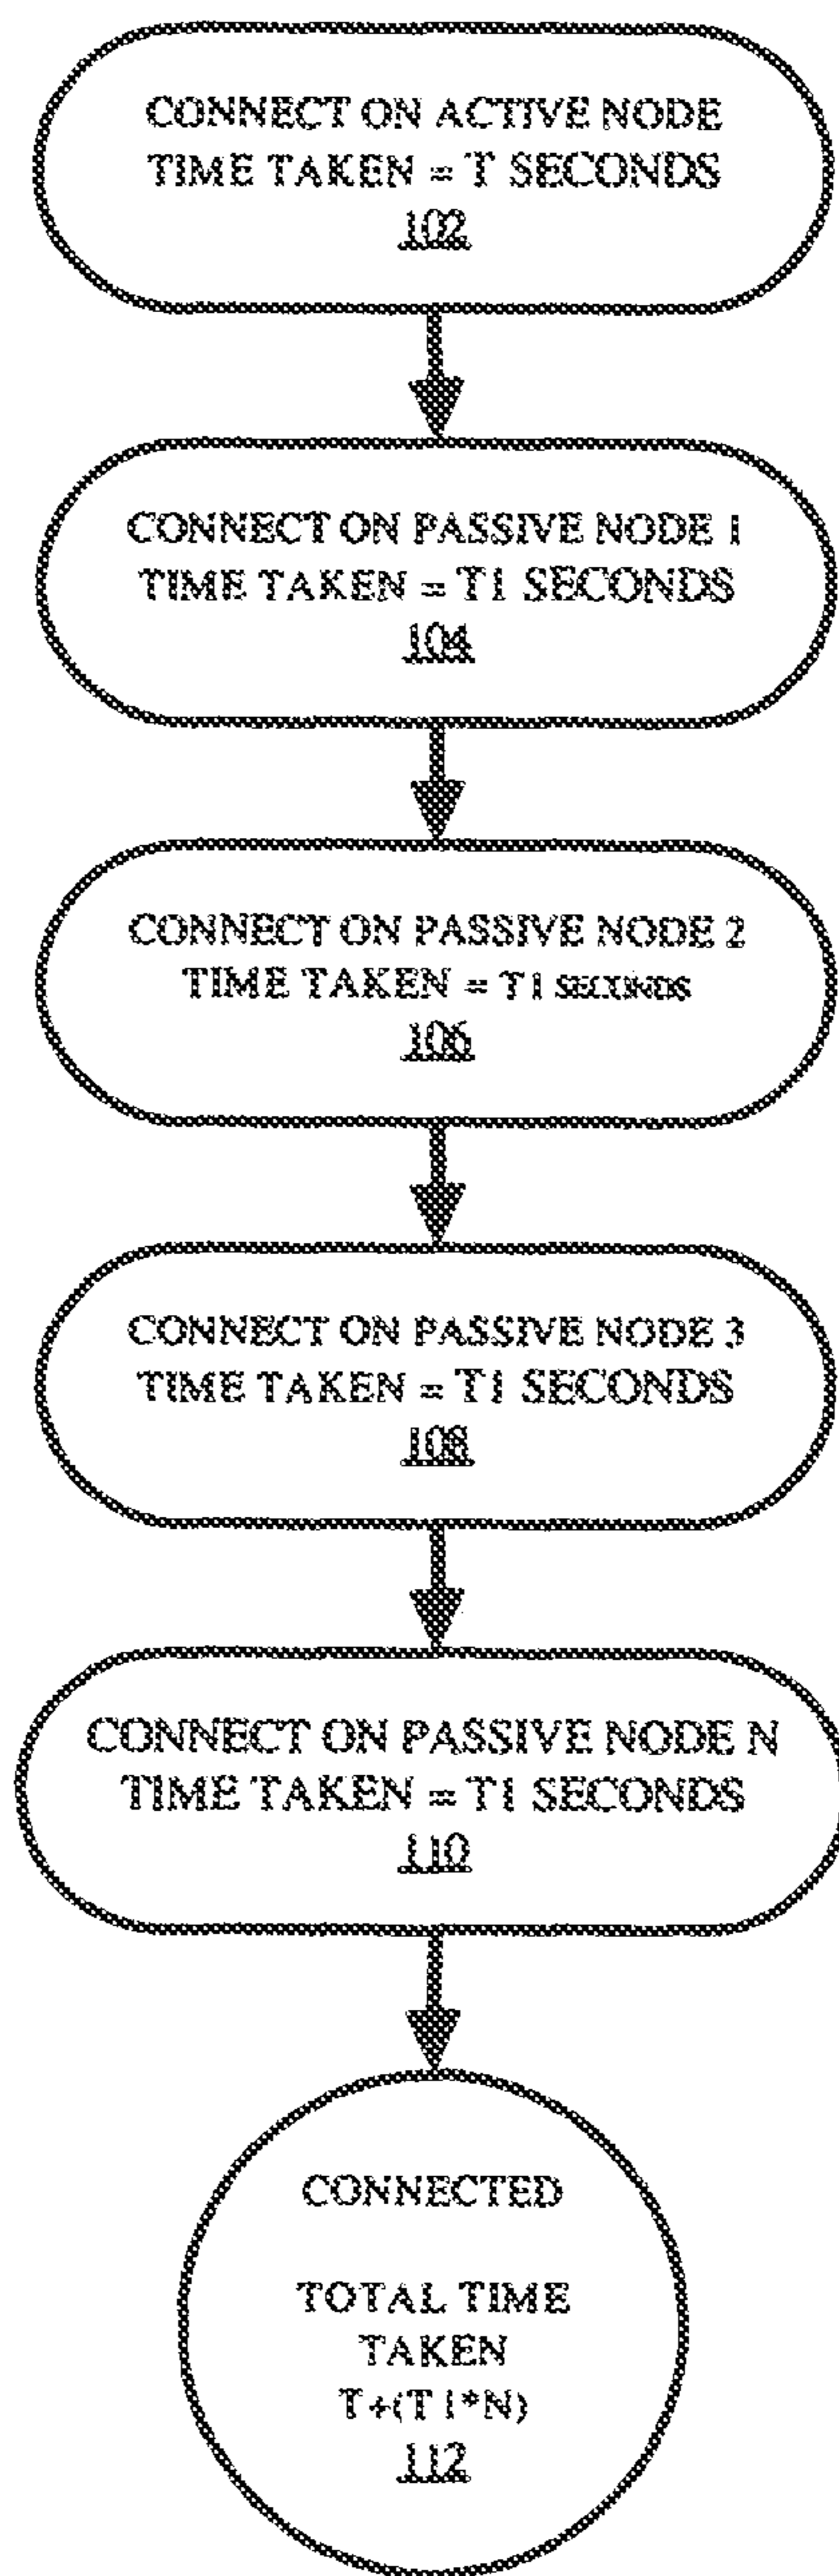 CONNECT ON ACTIVE NODE
TIME TAKEN = T SECONDS
102
CONNECT ON PASSIVE NODE 1
TIME TAKEN = T1 SECONDS
104
CONNECT ON PASSIVE NODE 2
TIME TAKEN = T1 SECONDS
106
CONNECT ON PASSIVE NODE 3
TIME TAKEN = T1 SECONDS
108
CONNECT ON PASSIVE NODE N
TIME TAKEN = T1 SECONDS
110
CONNECTED
TOTAL TIME
TAKEN
T+(T1*N)
112